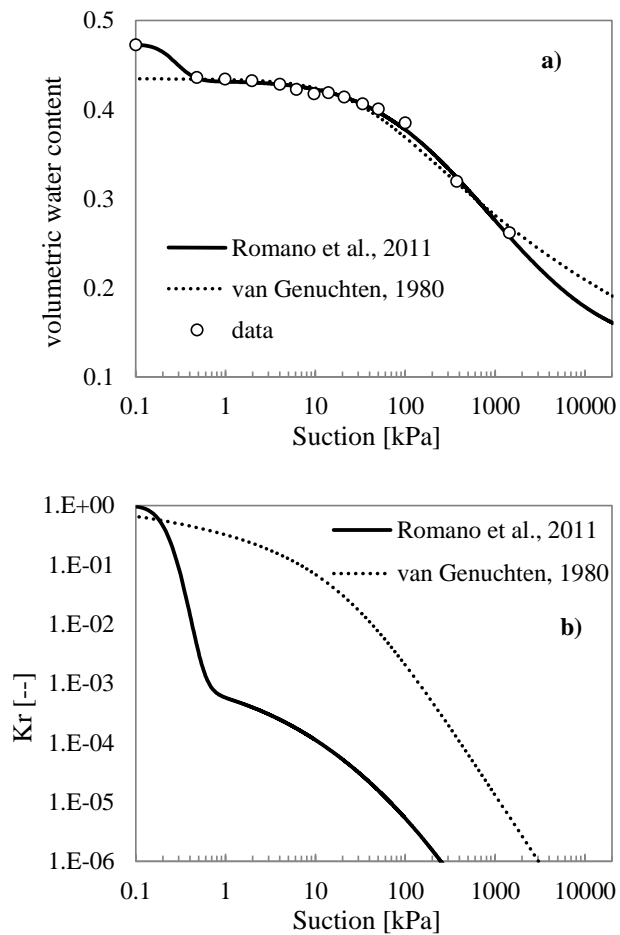 0.5
0.4
0.3
0.2
0.1
volumetric water content
a)
Romano et al., 2011
van Genuchten, 1980
data
0.1 1 10 100 1000 10000
Suction [kPa]
1.E+00
1.E-01
1.E-02
1.E-03
1.E-04
1.E-05
1.E-06
Kr [--]
Romano et al., 2011
van Genuchten, 1980
b)
0.1 1 10 100 1000 10000
Suction [kPa]